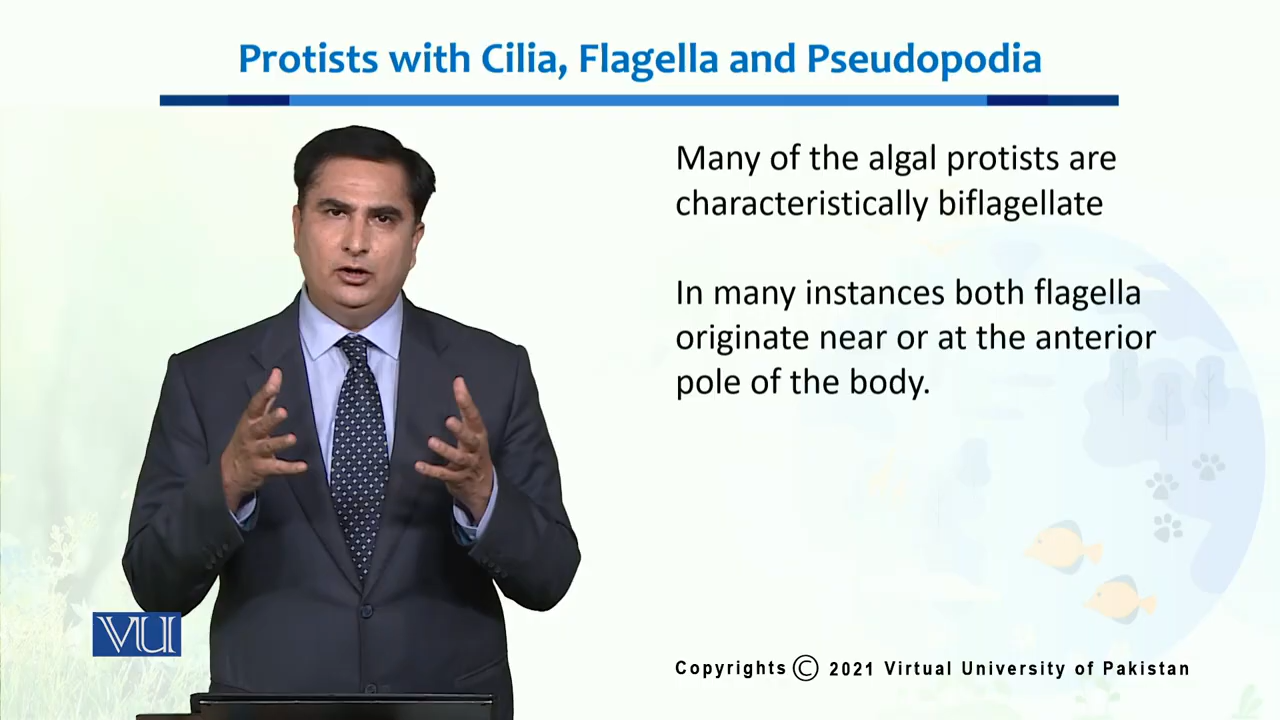 Protists with Cilia, Flagella and Pseudopodia
Many of the algal protists are
characteristically biflagellate
In many instances both flagella
originate near or at the anterior
pole of the body.
VU
Copyrights © 2021 Virtual University of Pakistan